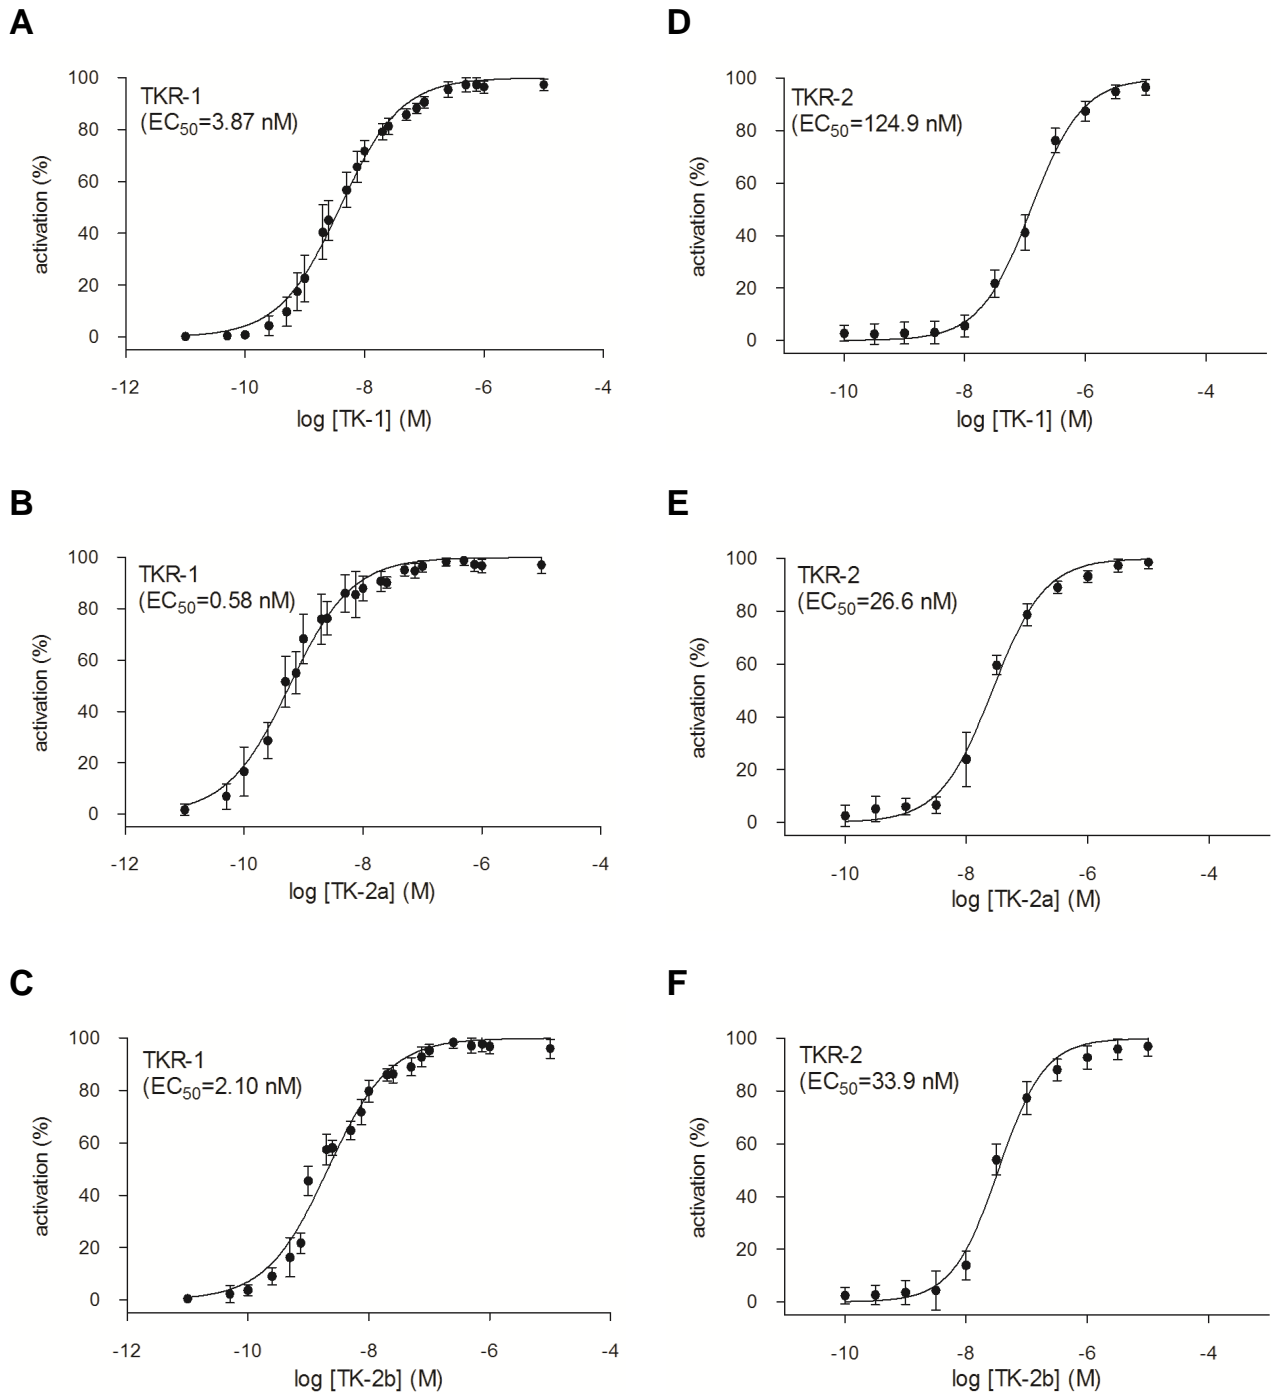 A
TKR-1
(EC50=3.87 nM)
activation (%)
100
80
60
40
20
0
-12 -10 -8 -6 -4
log [TK-1] (M)
D
TKR-2
(EC50=124.9 nM)
activation (%)
100
80
60
40
20
0
-10 -8 -6 -4
log [TK-1] (M)
B
TKR-1
(EC50=0.58 nM)
activation (%)
100
80
60
40
20
0
-12 -10 -8 -6 -4
log [TK-2a] (M)
E
TKR-2
(EC50=26.6 nM)
activation (%)
100
80
60
40
20
0
-10 -8 -6 -4
log [TK-2a] (M)
C
TKR-1
(EC50=2.10 nM)
activation (%)
100
80
60
40
20
0
-12 -10 -8 -6 -4
log [TK-2b] (M)
F
TKR-2
(EC50=33.9 nM)
activation (%)
100
80
60
40
20
0
-10 -8 -6 -4
log [TK-2b] (M)